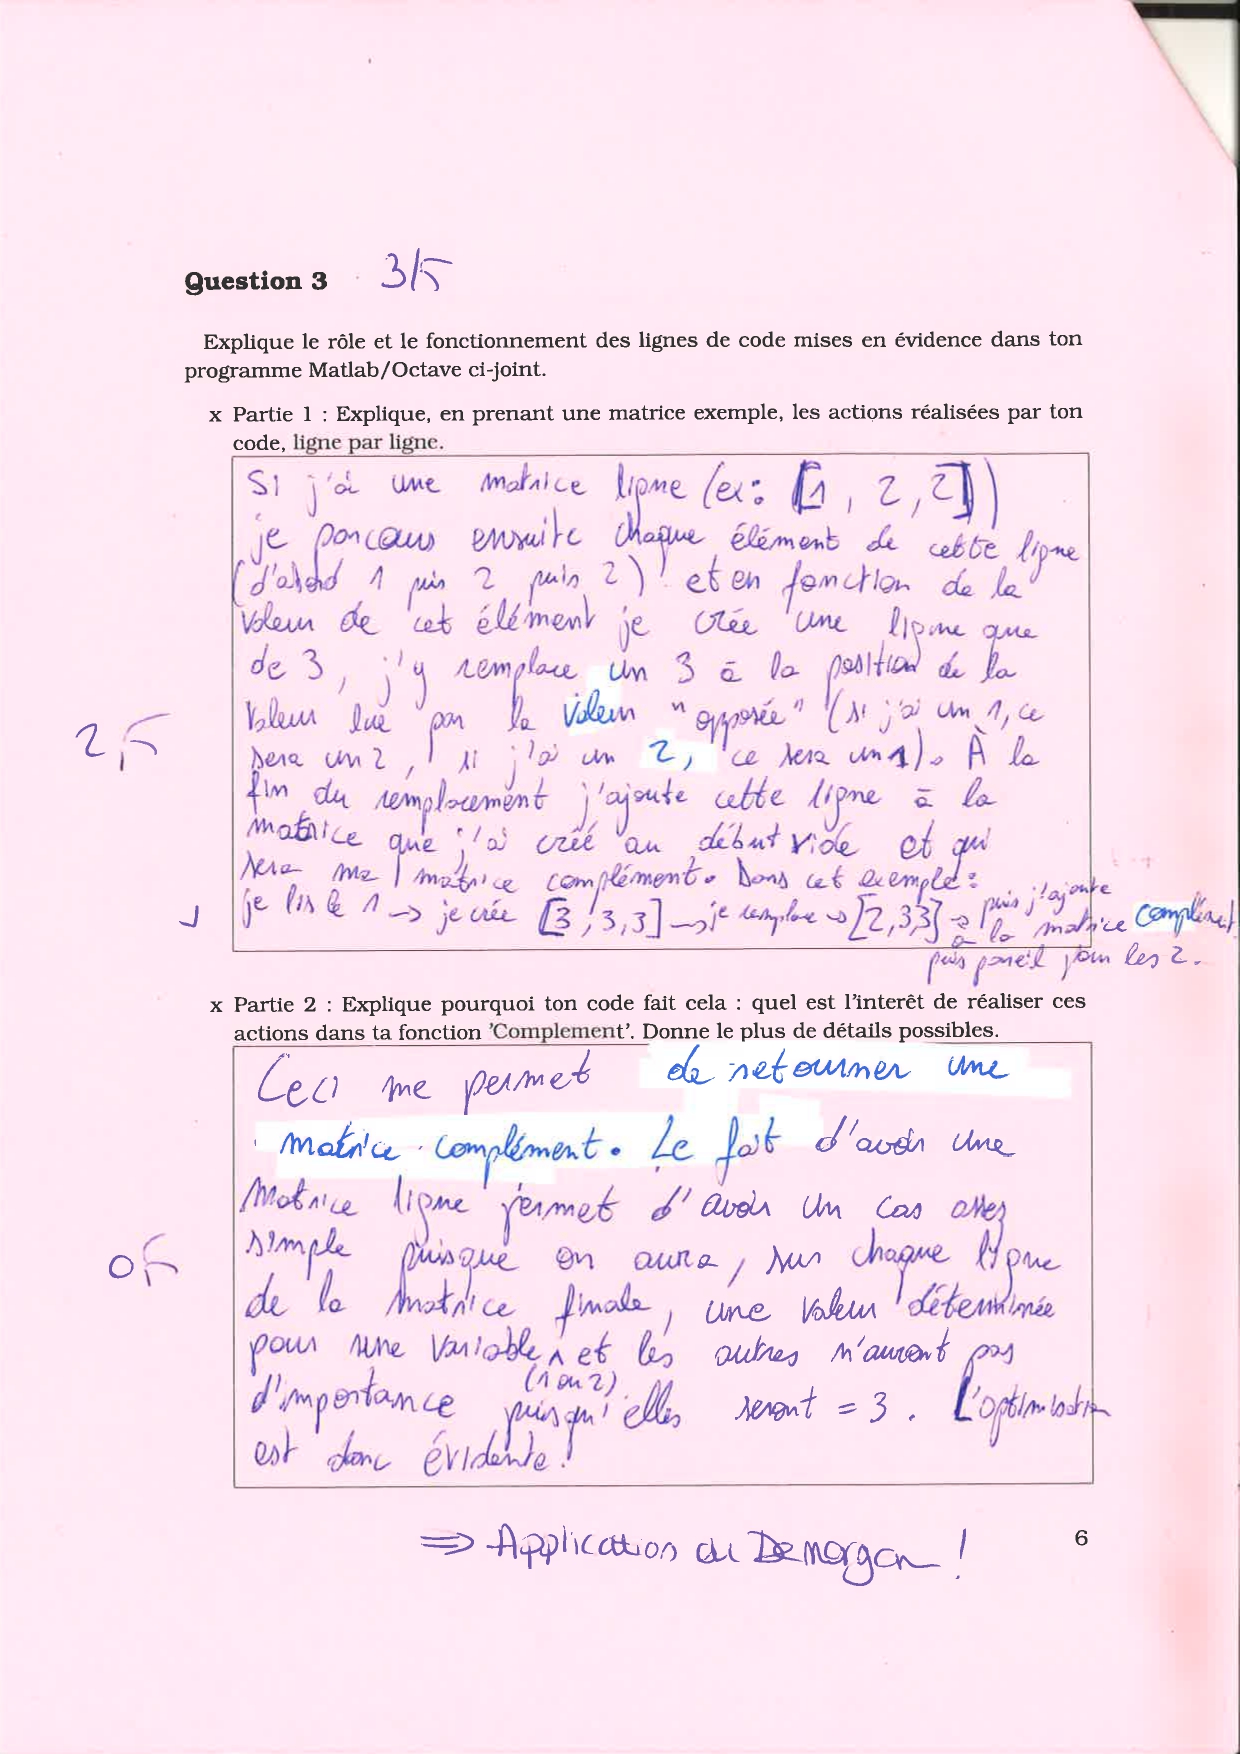 Question 3 3/5
Explique le rôle et le fonctionnement des lignes de code mises en évidence dans ton
programme Matlab/Octave ci-joint.
x Partie 1 : Explique, en prenant une matrice exemple, les actions réalisées par ton
code, ligne par ligne.
Si j'ai une matrice ligne (ex: [1, 2, 2])
je parcours ensuite chaque élément de cette ligne
(d'abord 1 puis 2 puis 2) et en fonction de la
valeur de cet élément je crée une ligne que
de 3, j'y remplace un 3 à la position de la
valeur lue par la valeur "opposée" (si j'ai un 1, ce
2,5
sera un 2, si j'ai un 2, ce sera un 1). À la
fin du remplacement j'ajoute cette ligne à la
matrice que j'ai créé au début vide et qui
sera ma matrice complément. Dans cet exemple:
je lis le 1 → je crée [3, 3, 3] → je remplace → [2,3,3] → puis j'ajoute
à la matrice complément
puis pareil pour les 2.
x Partie 2 : Explique pourquoi ton code fait cela : quel est l'interêt de réaliser ces
actions dans ta fonction 'Complement'. Donne le plus de détails possibles.
Ceci me permet de retourner une
matrice complément. Le fait d'avoir une
matrice ligne permet d'avoir un cas assez
simple puisque on aura, sur chaque ligne
0,5
de la matrice finale, une valeur déterminée
pour une variable et les autres n'auront pas
(1 ou 2)
d'importance puisqu'elles seront = 3. L'optimisation
est donc évidente.
⇒ Application de Demorgan !
6